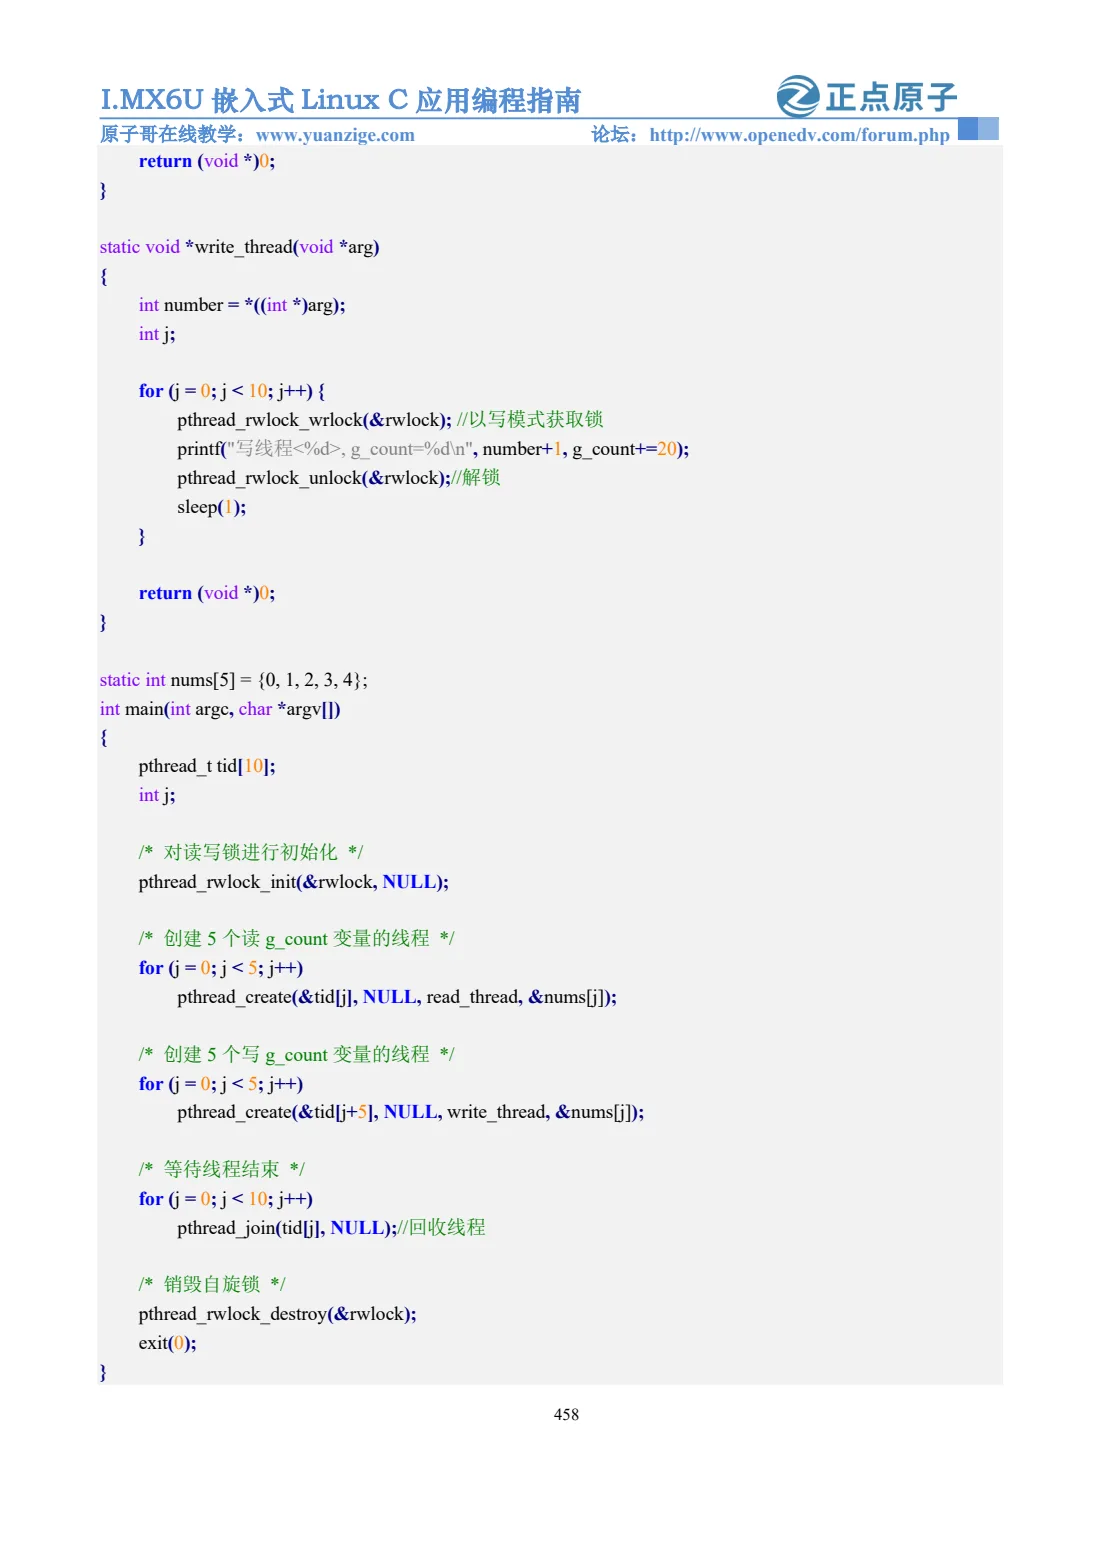 I.MX6U 嵌入式 Linux C 应用编程指南
正点原子
原子哥在线教学：www.yuanzige.com 论坛：http://www.openedv.com/forum.php
return (void *)0;
}
static void *write_thread(void *arg)
{
int number = *((int *)arg);
int j;
for (j = 0; j < 10; j++) {
pthread_rwlock_wrlock(&rwlock); //以写模式获取锁
printf("写线程<%d>, g_count=%d\n", number+1, g_count+=20);
pthread_rwlock_unlock(&rwlock);//解锁
sleep(1);
}
return (void *)0;
}
static int nums[5] = {0, 1, 2, 3, 4};
int main(int argc, char *argv[])
{
pthread_t tid[10];
int j;
/* 对读写锁进行初始化 */
pthread_rwlock_init(&rwlock, NULL);
/* 创建 5 个读 g_count 变量的线程 */
for (j = 0; j < 5; j++)
pthread_create(&tid[j], NULL, read_thread, &nums[j]);
/* 创建 5 个写 g_count 变量的线程 */
for (j = 0; j < 5; j++)
pthread_create(&tid[j+5], NULL, write_thread, &nums[j]);
/* 等待线程结束 */
for (j = 0; j < 10; j++)
pthread_join(tid[j], NULL);//回收线程
/* 销毁自旋锁 */
pthread_rwlock_destroy(&rwlock);
exit(0);
}
458